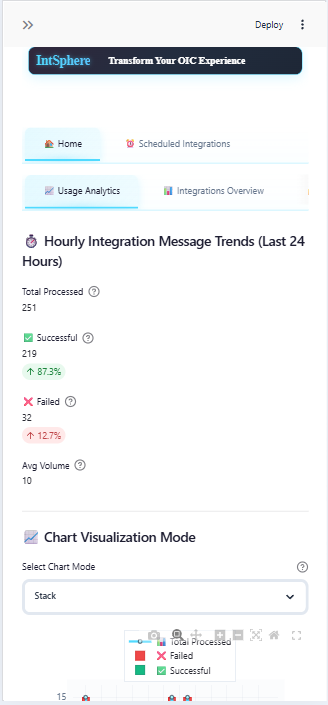 Deploy
IntSphere Transform Your OIC Experience
Home Scheduled Integrations
Usage Analytics Integrations Overview
Hourly Integration Message Trends (Last 24
Hours)
Total Processed
251
Successful
219
↑ 87.3%
Failed
32
↑ 12.7%
Avg Volume
10
Chart Visualization Mode
Select Chart Mode
Stack
Total Processed
Failed
Successful
15